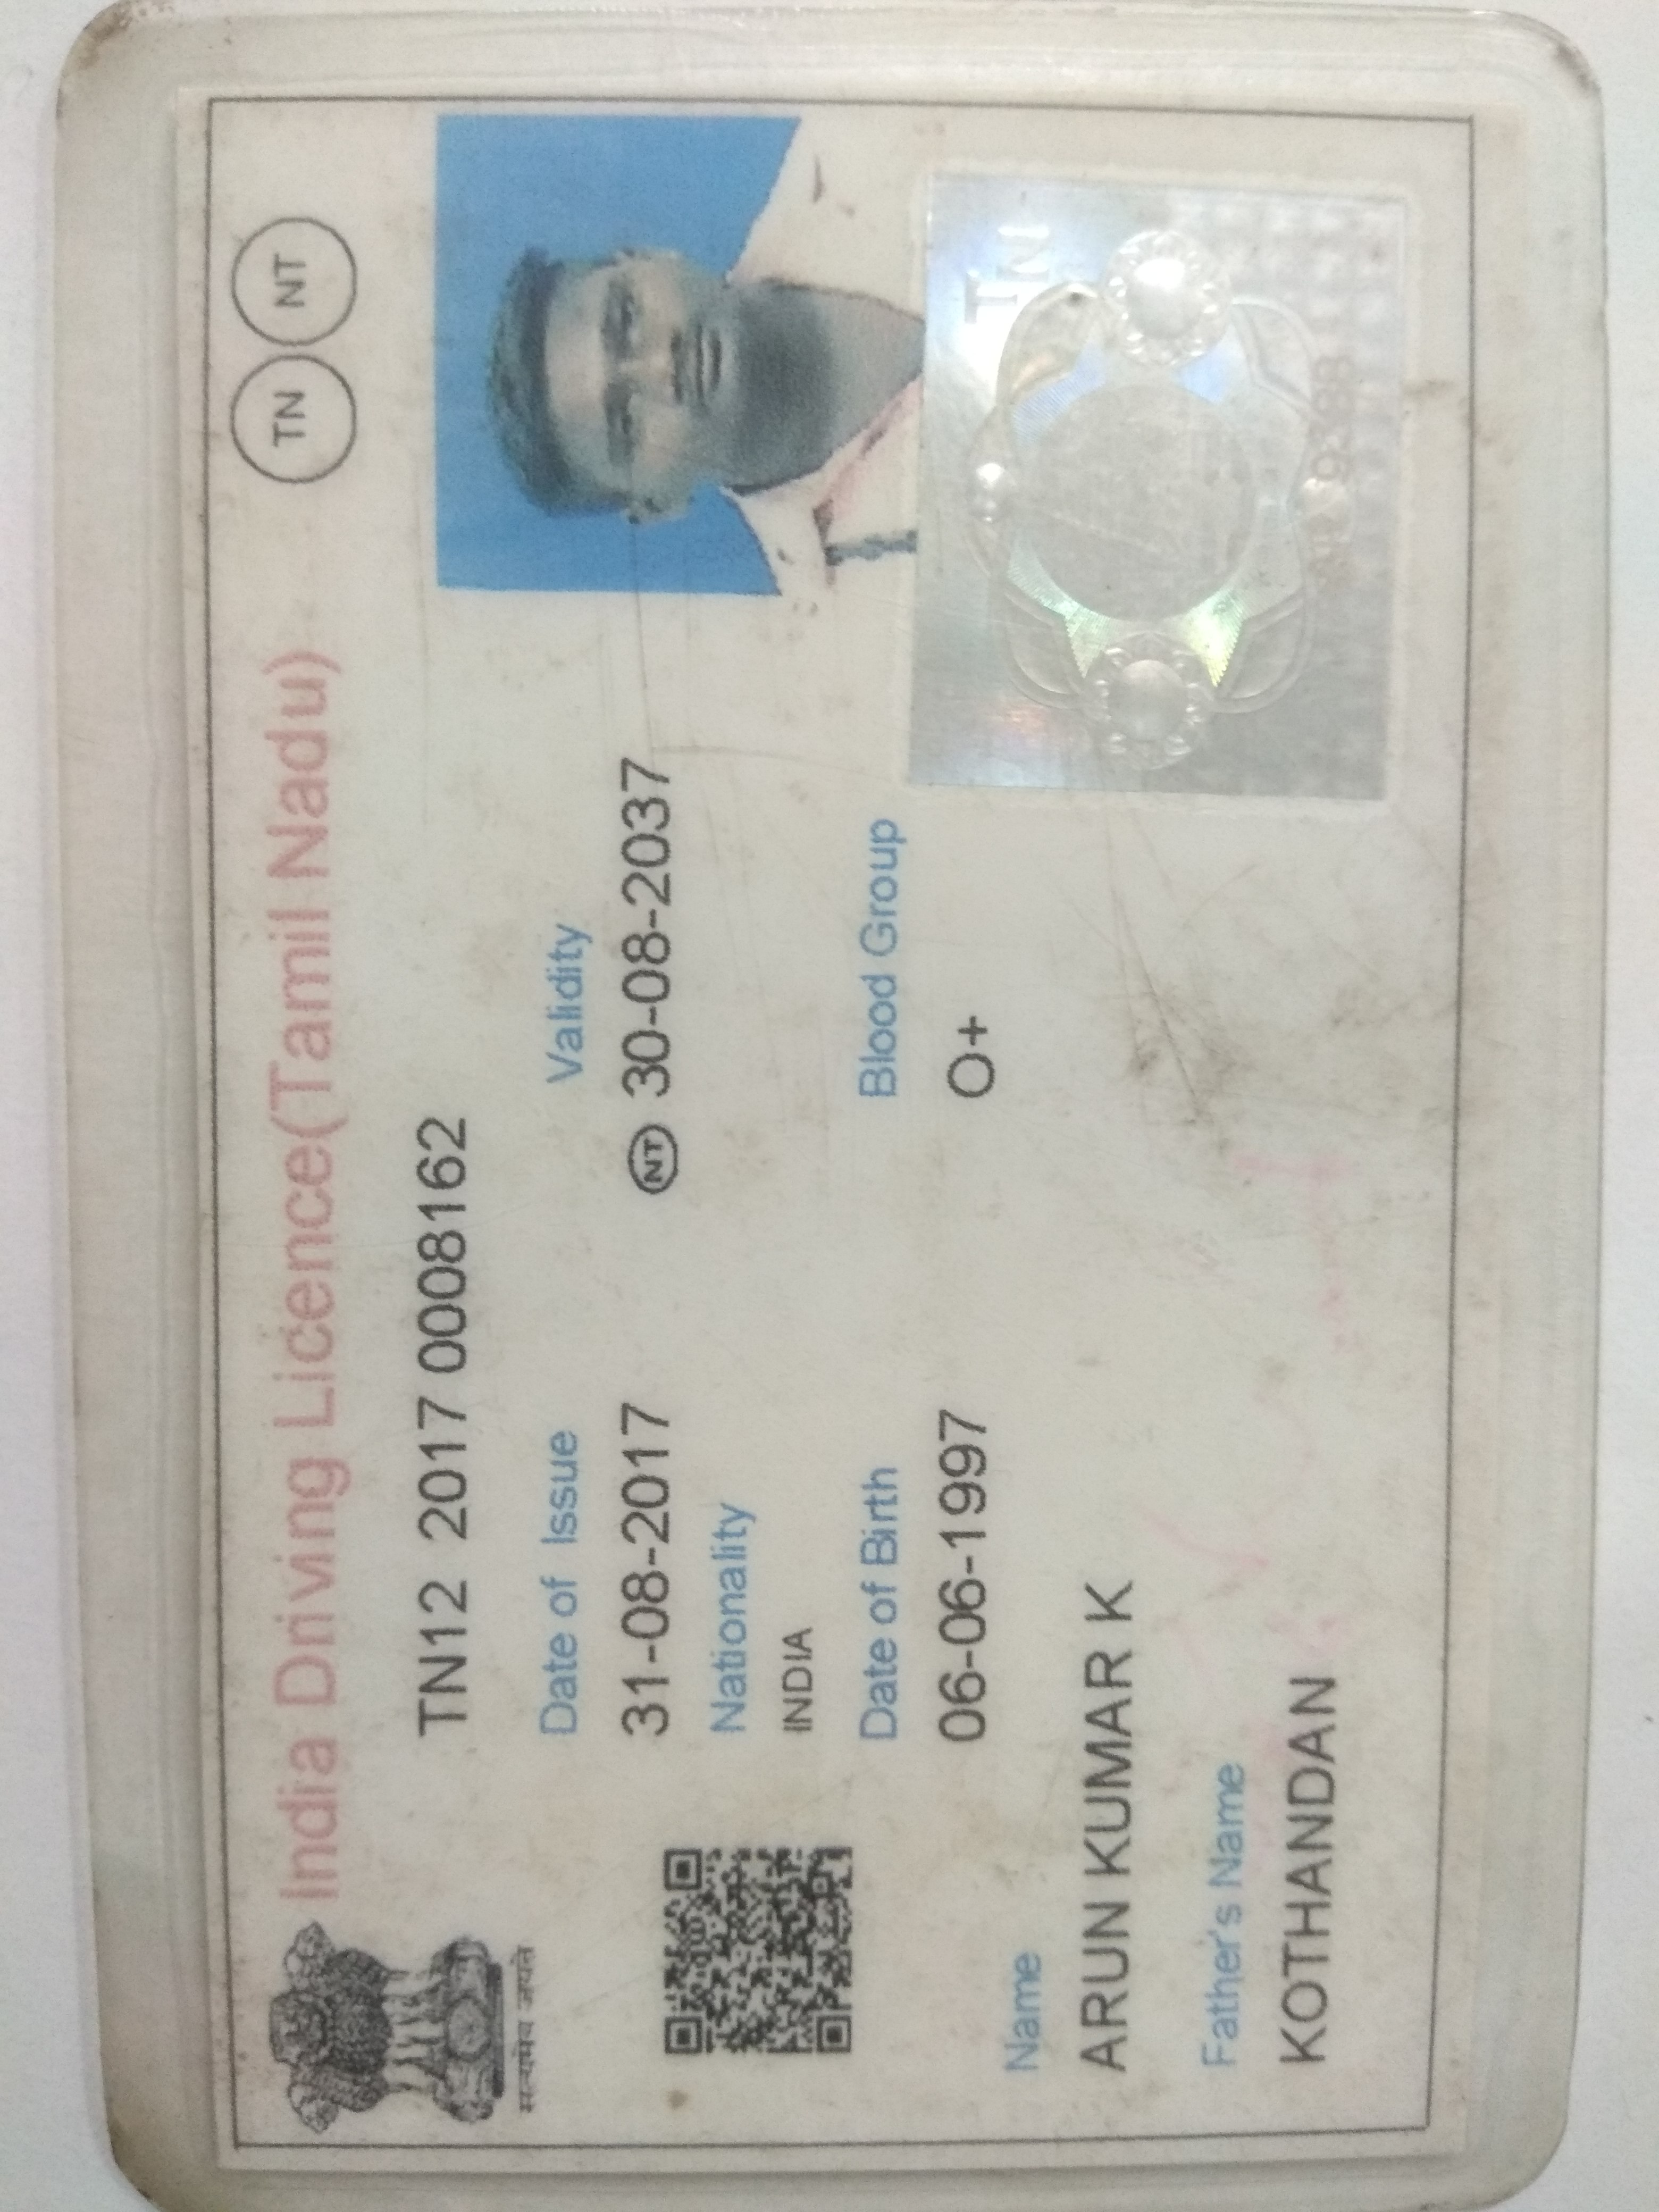 India Driving Licence(Tamil Nadu)
TN NT
सत्यमेव जयते
TN12 2017 0008162
Date of Issue Validity
31-08-2017 NT 30-08-2037
Nationality
INDIA
Date of Birth Blood Group
06-06-1997 O+
Name
ARUN KUMAR K
Father's Name
KOTHANDAN
TN